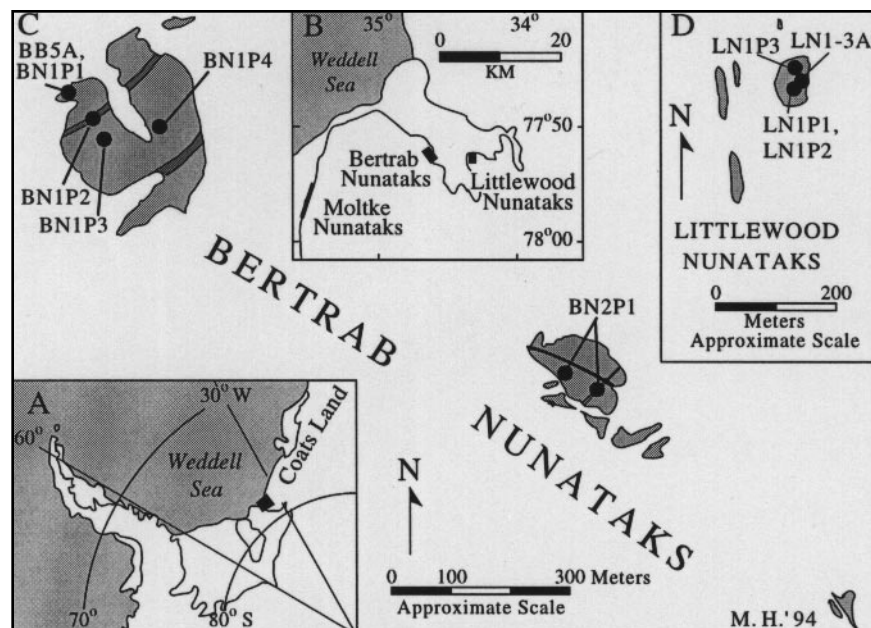 C
BB5A,
BN1P1
BN1P4
BN1P2
BN1P3
B
35°
34°
Weddell
Sea
0
20
KM
77°50
Bertrab
Nunataks
Littlewood
Nunataks
Moltke
Nunataks
78°00
D
LN1P3
LN1-3A
N
LN1P1,
LN1P2
LITTLEWOOD
NUNATAKS
0
200
Meters
Approximate Scale
BERTRAB
NUNATAKS
BN2P1
A
30° W
60°
Weddell
Sea
Coats Land
70°
80° S
N
0
100
200
300 Meters
Approximate Scale
M. H.'94